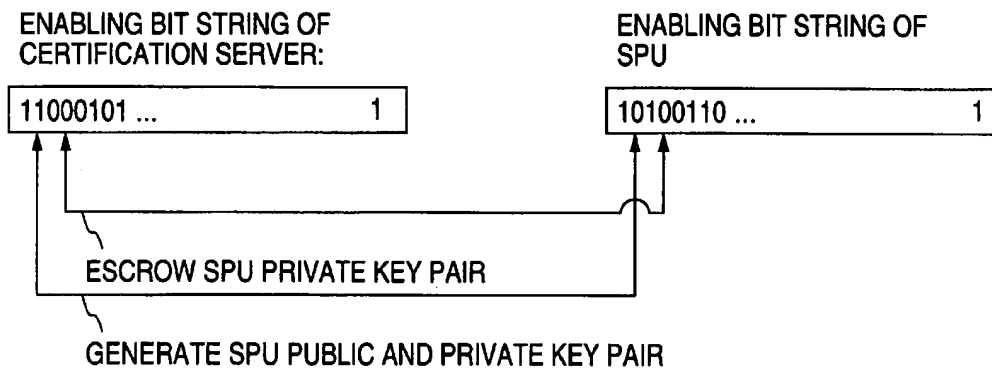 ENABLING BIT STRING OF
CERTIFICATION SERVER:
ENABLING BIT STRING OF
SPU
11000101 ... 1
10100110 ... 1
ESCROW SPU PRIVATE KEY PAIR
GENERATE SPU PUBLIC AND PRIVATE KEY PAIR